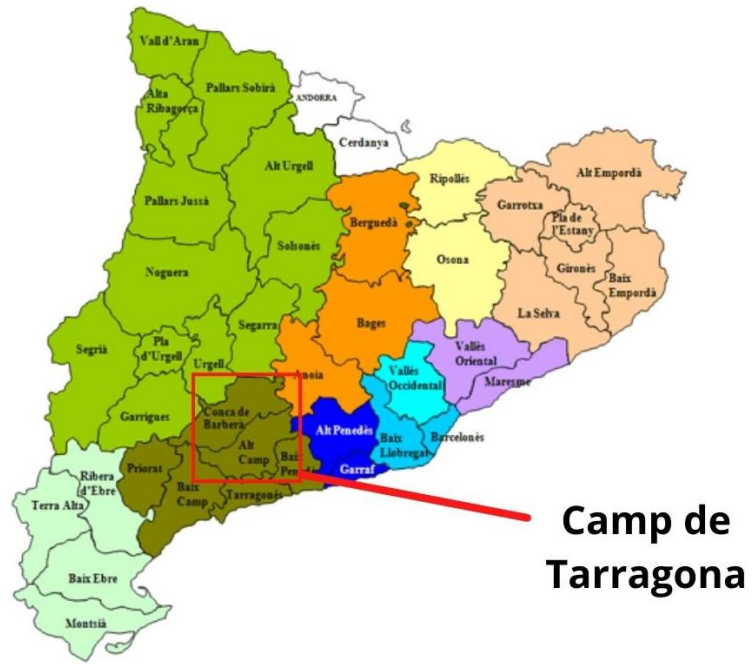 Vall d'Aran
Alta
Ribagorça
Pallars Sobirà
ANDORRA
Cerdanya
Alt Urgell
Pallars Jussà
Solsonès
Noguera
Berguedà
Ripollès
Osona
Garrotxa
Alt Empordà
Pla de
l'Estany
Gironès
Baix
Empordà
La Selva
Bages
Segarra
Segrià
Pla
d'Urgell
Urgell
Anoia
Vallès
Oriental
Vallès
Occidental
Maresme
Garrigues
Conca de
Barberà
Alt
Camp
Baix
Alt Penedès
Baix
Llobregat
Barcelonès
Garraf
Priorat
Baix
Camp
Tarragonès
Ribera
d'Ebre
Terra Alta
Baix Ebre
Montsià
Camp de
Tarragona